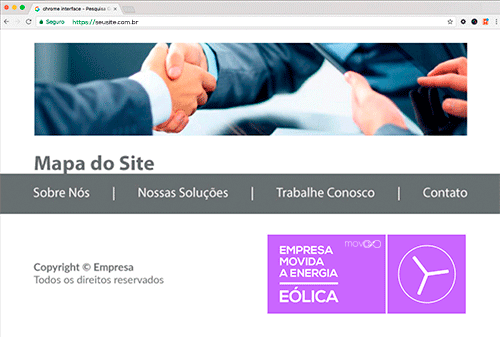 chrome interface - Pesquisa G
Seguro https://seusite.com.br
Mapa do Site
Sobre Nós | Nossas Soluções | Trabalhe Conosco | Contato
Copyright © Empresa
Todos os direitos reservados
movGO
EMPRESA
MOVIDA
A ENERGIA
EÓLICA